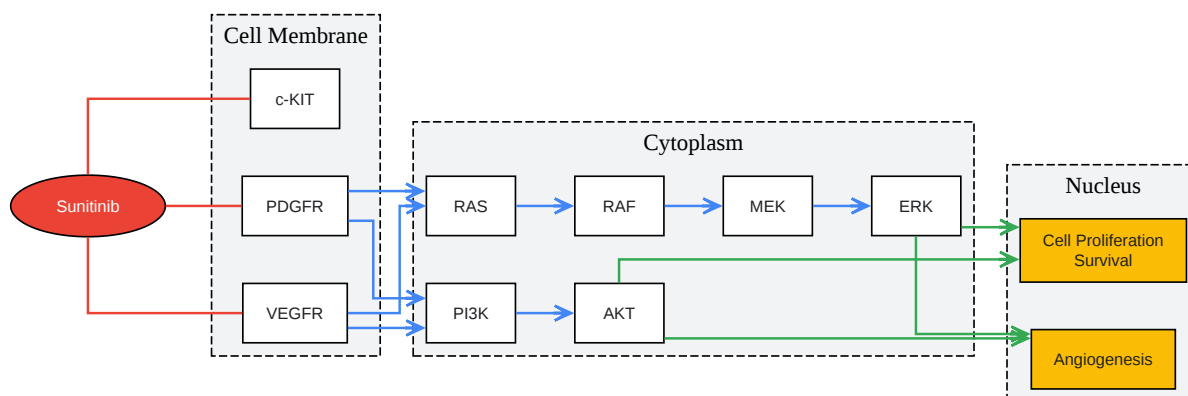 Cell Membrane
c-KIT
Cytoplasm
Nucleus
Sunitinib
PDGFR
RAS
RAF
MEK
ERK
Cell Proliferation
Survival
VEGFR
PI3K
AKT
Angiogenesis